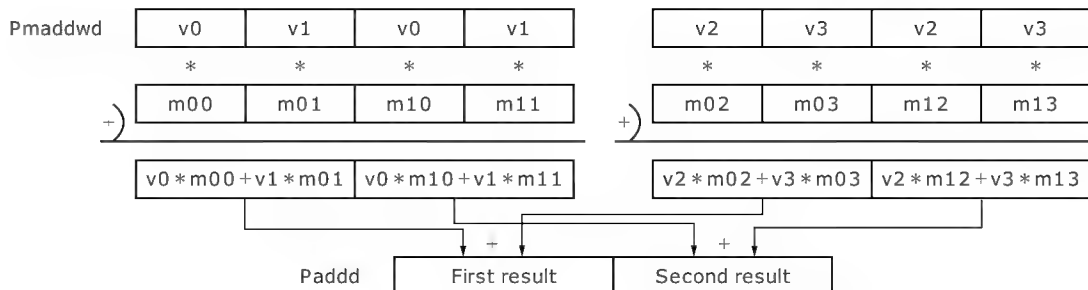 Pmaddwd v0 v1 v0 v1 v2 v3 v2 v3
* * * * * * * *
m00 m01 m10 m11 m02 m03 m12 m13
+ +
v0*m00+v1*m01 v0*m10+v1*m11 v2*m02+v3*m03 v2*m12+v3*m13
+ +
Paddd First result Second result